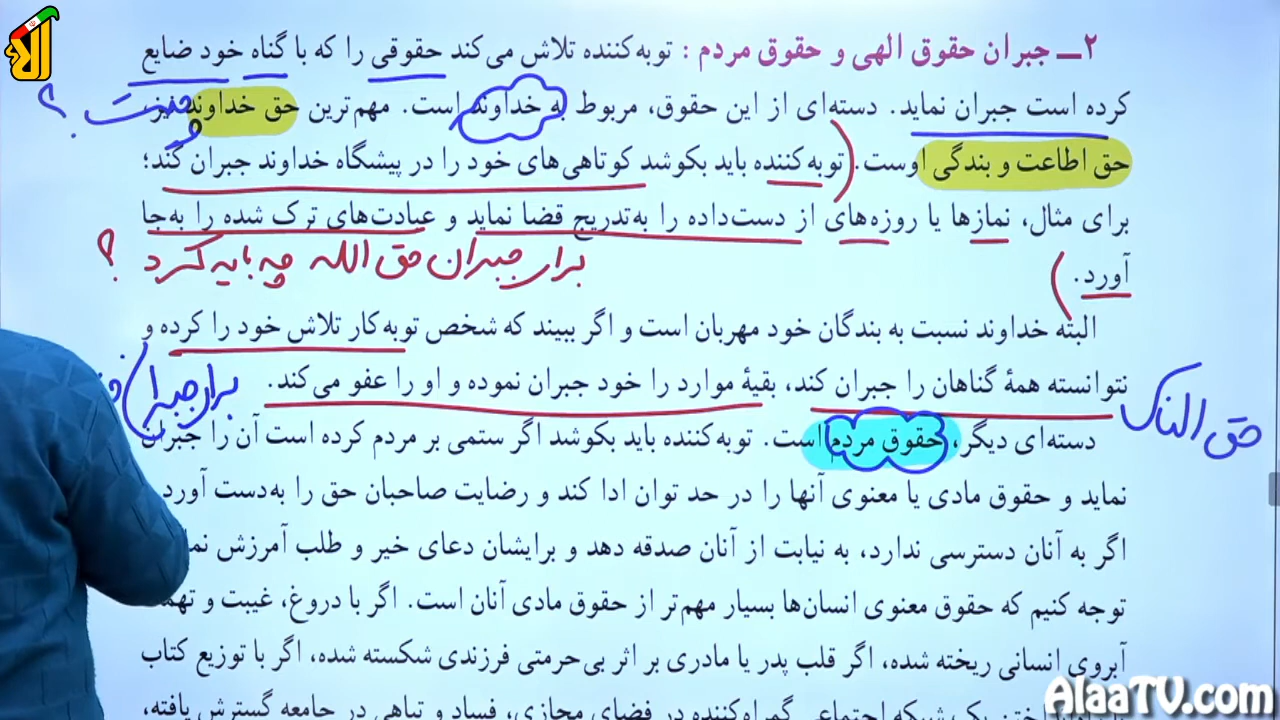 ۲ــ جبران حقوق الهی و حقوق مردم : توبه‌کننده تلاش می‌کند حقوقی را که با گناه خود ضایع
کرده است جبران نماید. دسته‌ای از این حقوق، مربوط به خداوند است. مهم‌ترین حق خداوند نیز
چیست ؟
حق اطاعت و بندگی اوست. توبه‌کننده باید بکوشد کوتاهی‌های خود را در پیشگاه خداوند جبران کند؛
برای مثال، نمازها یا روزه‌های از دست‌داده را به‌تدریج قضا نماید و عبادت‌های ترک شده را به‌جا
آورد.
برای جبران حق الله چه باید کرد ؟
البته خداوند نسبت به بندگان خود مهربان است و اگر ببیند که شخص توبه‌کار تلاش خود را کرده و
نتوانسته همهٔ گناهان را جبران کند، بقیهٔ موارد را خود جبران نموده و او را عفو می‌کند.
حق الناس
برای جبران
دسته‌ای دیگر، حقوق مردم است. توبه‌کننده باید بکوشد اگر ستمی بر مردم کرده است آن را جبران
نماید و حقوق مادی یا معنوی آنها را در حد توان ادا کند و رضایت صاحبان حق را به‌دست آورد
اگر به آنان دسترسی ندارد، به نیابت از آنان صدقه دهد و برایشان دعای خیر و طلب آمرزش
توجه کنیم که حقوق معنوی انسان‌ها بسیار مهم‌تر از حقوق مادی آنان است. اگر با دروغ، غیبت و
آبروی انسانی ریخته شده، اگر قلب پدر یا مادری بر اثر بی‌حرمتی فرزندی شکسته شده، اگر با توزیع کتاب
یک شبکه اجتماعی گمراه‌کننده در فضای مجازی، فساد و تباهی در جامعه گسترش یافته،
AlaaTV.com